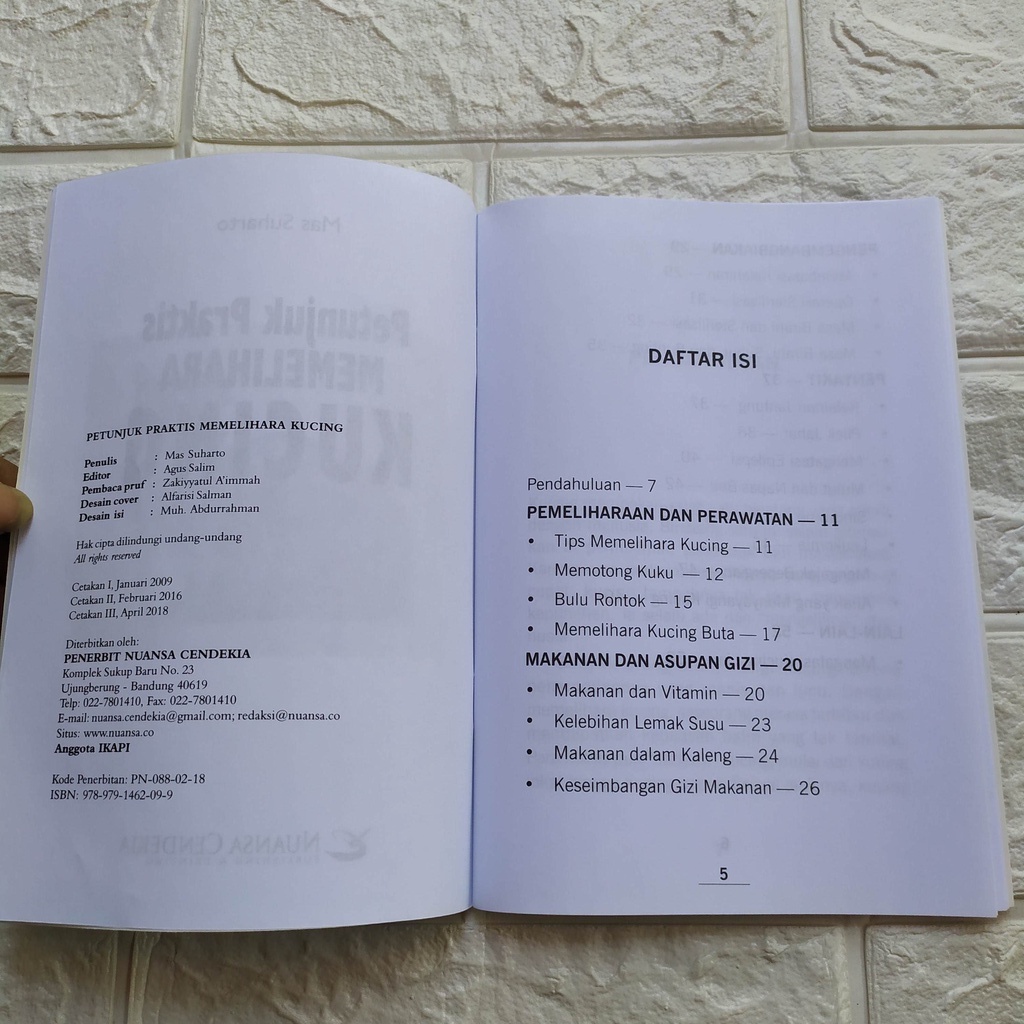 PETUNJUK PRAKTIS MEMELIHARA KUCING
Penulis : Mas Suharto
Editor : Agus Salim
Pembaca pruf : Zakiyyatul A'immah
Desain cover : Alfarisi Salman
Desain isi : Muh. Abdurrahman
Hak cipta dilindungi undang-undang
All rights reserved
Cetakan I, Januari 2009
Cetakan II, Februari 2016
Cetakan III, April 2018
Diterbitkan oleh:
PENERBIT NUANSA CENDEKIA
Komplek Sukup Baru No. 23
Ujungberung - Bandung 40619
Telp: 022-7801410, Fax: 022-7801410
E-mail: nuansa.cendekia@gmail.com; redaksi@nuansa.co
Situs: www.nuansa.co
Anggota IKAPI
Kode Penerbitan: PN-088-02-18
ISBN: 978-979-1462-09-9
DAFTAR ISI
Pendahuluan — 7
PEMELIHARAAN DAN PERAWATAN — 11
• Tips Memelihara Kucing — 11
• Memotong Kuku — 12
• Bulu Rontok — 15
• Memelihara Kucing Buta — 17
MAKANAN DAN ASUPAN GIZI — 20
• Makanan dan Vitamin — 20
• Kelebihan Lemak Susu — 23
• Makanan dalam Kaleng — 24
• Keseimbangan Gizi Makanan — 26
5